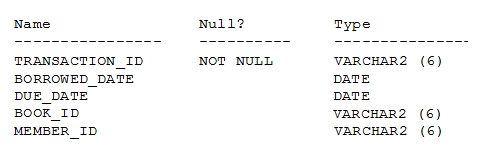 Name Null? Type
----------------- ---------- ---------------
TRANSACTION_ID NOT NULL VARCHAR2 (6)
BORROWED_DATE DATE
DUE_DATE DATE
BOOK_ID VARCHAR2 (6)
MEMBER_ID VARCHAR2 (6)